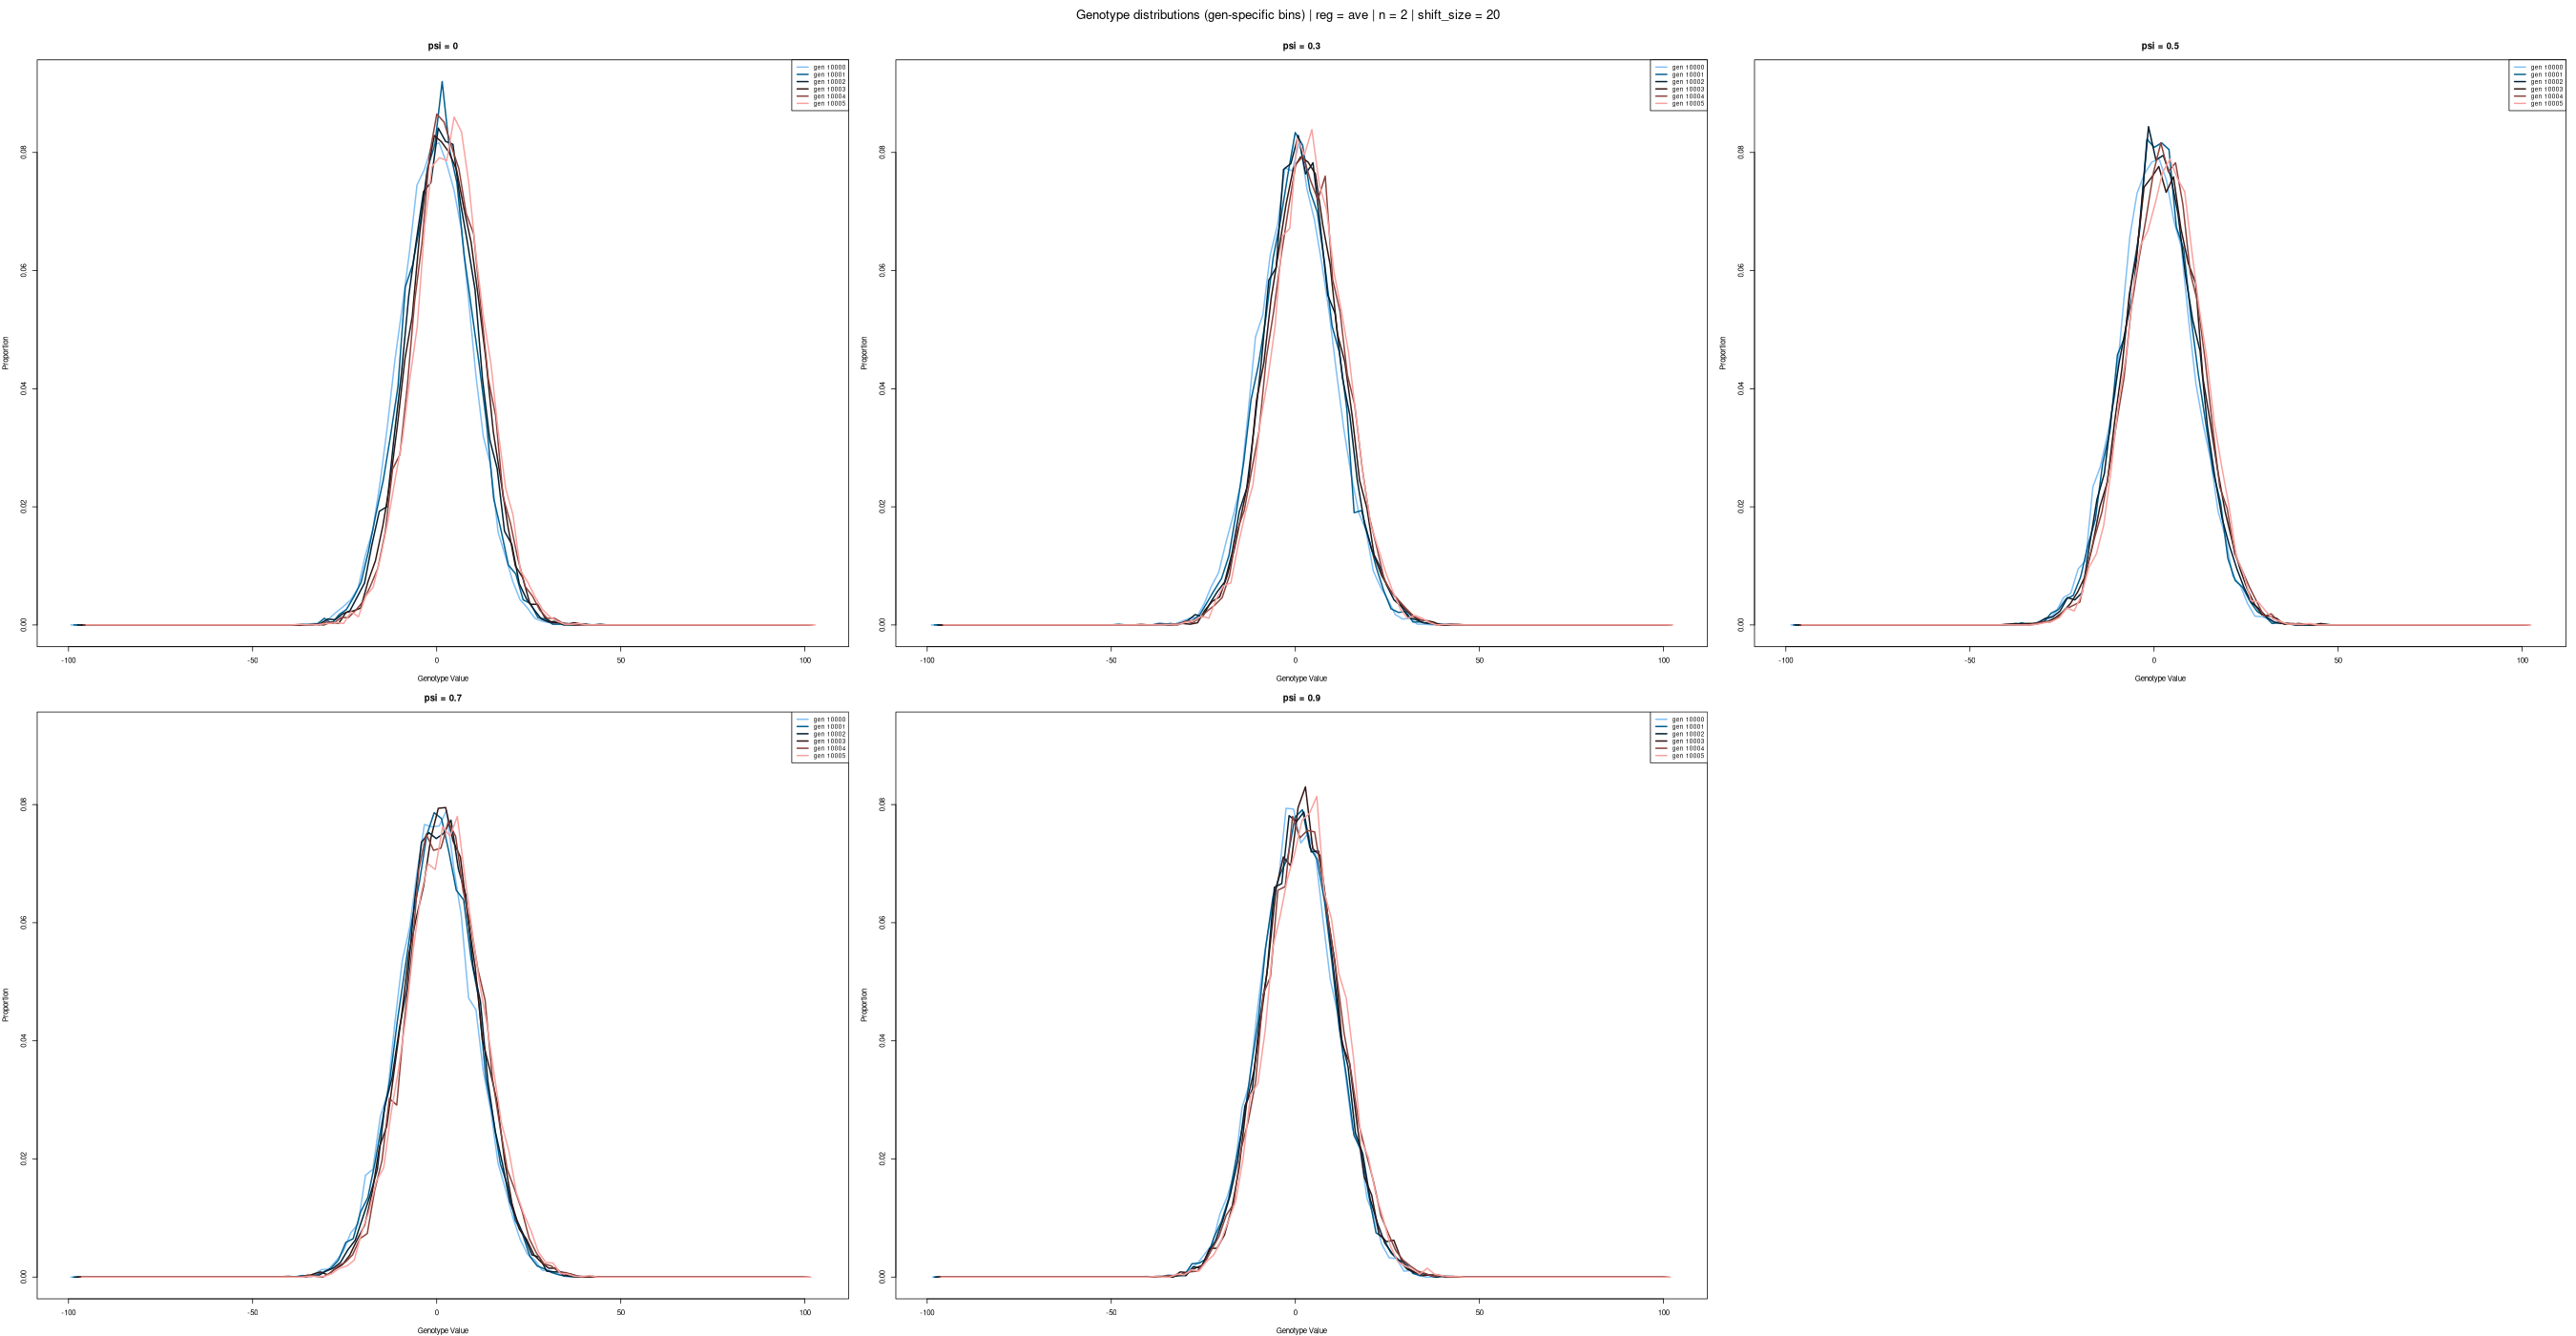 Genotype distributions (gen-specific bins) | reg = ave | n = 2 | shift_size = 20
psi = 0
gen 10000
gen 10001
gen 10002
gen 10003
gen 10004
gen 10005
Proportion
0.00
0.02
0.04
0.06
0.08
-100
-50
0
50
100
Genotype Value
psi = 0.3
gen 10000
gen 10001
gen 10002
gen 10003
gen 10004
gen 10005
Proportion
0.00
0.02
0.04
0.06
0.08
-100
-50
0
50
100
Genotype Value
psi = 0.5
gen 10000
gen 10001
gen 10002
gen 10003
gen 10004
gen 10005
Proportion
0.00
0.02
0.04
0.06
0.08
-100
-50
0
50
100
Genotype Value
psi = 0.7
gen 10000
gen 10001
gen 10002
gen 10003
gen 10004
gen 10005
Proportion
0.00
0.02
0.04
0.06
0.08
-100
-50
0
50
100
Genotype Value
psi = 0.9
gen 10000
gen 10001
gen 10002
gen 10003
gen 10004
gen 10005
Proportion
0.00
0.02
0.04
0.06
0.08
-100
-50
0
50
100
Genotype Value